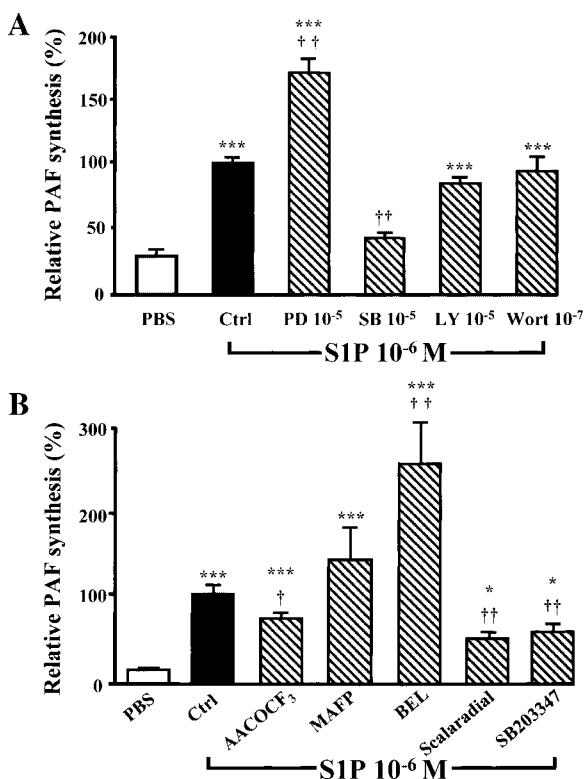 A
Relative PAF synthesis (%)
200
150
100
50
0
***
***
† †
††
***
***
PBS
Ctrl
PD 10-5
SB 10-5
LY 10-5
Wort 10-7
S1P 10-6 M
B
Relative PAF synthesis (%)
300
200
100
0
***
***
†
***
***
† †
*
††
*
††
PBS
Ctrl
AACOCF3
MAFP
BEL
Scalaradial
SB203347
S1P 10-6 M